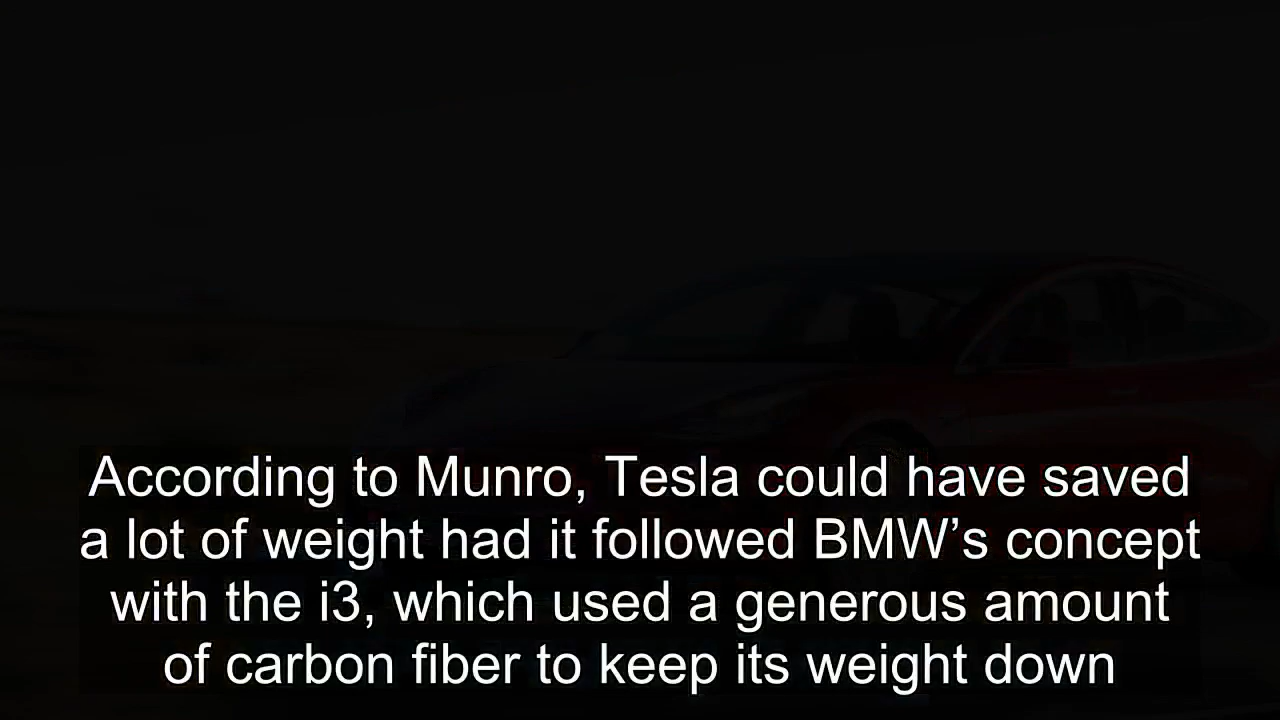 According to Munro, Tesla could have saved
a lot of weight had it followed BMW’s concept
with the i3, which used a generous amount
of carbon fiber to keep its weight down